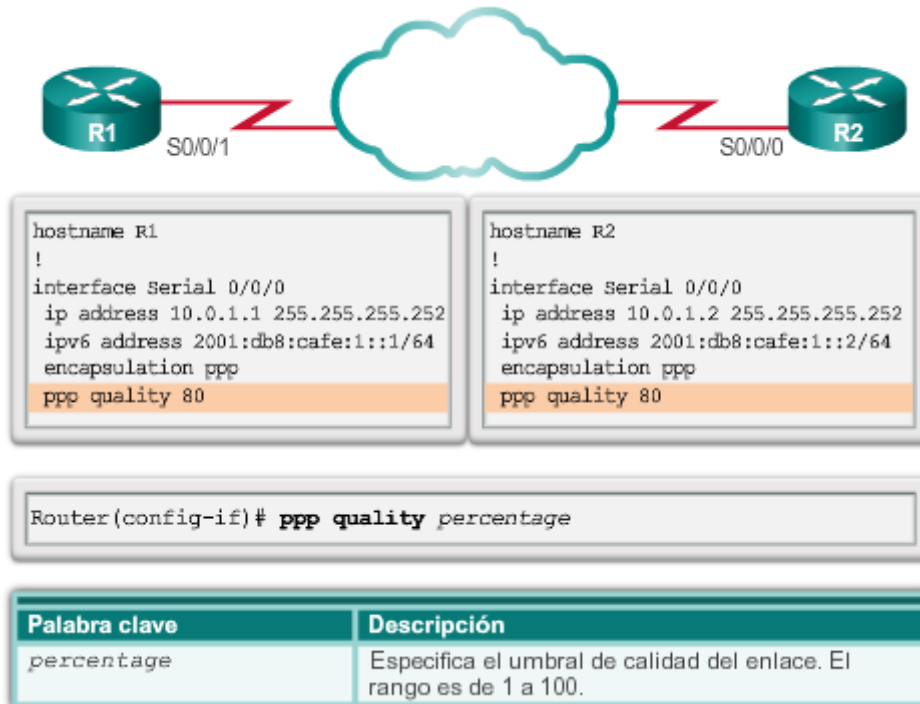 R1
R2
S0/0/1
S0/0/0
hostname R1
!
interface Serial 0/0/0
ip address 10.0.1.1 255.255.255.252
ipv6 address 2001:db8:cafe:1::1/64
encapsulation ppp
ppp quality 80
hostname R2
!
interface Serial 0/0/0
ip address 10.0.1.2 255.255.255.252
ipv6 address 2001:db8:cafe:1::2/64
encapsulation ppp
ppp quality 80
Router(config-if)# ppp quality percentage
Palabra clave
Descripción
percentage
Especifica el umbral de calidad del enlace. El
rango es de 1 a 100.